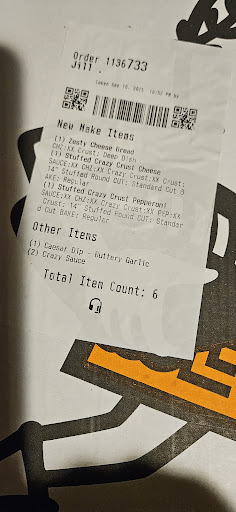 Order 1136733
Jill
New Make Items
(1) Zesty Cheese Bread
CHZ:XX Crust: Deep Dish
(1) Stuffed Crazy Crust Cheese
SAUCE:XX CHZ:XX Crazy Crust:XX Crust:
14" Stuffed Round CUT: Standard Cut B
AKE: Regular
(1) Stuffed Crazy Crust Pepperoni
SAUCE:XX CHZ:XX Crazy Crust:XX PEP:XX
Crust: 14" Stuffed Round CUT: Standar
d Cut BAKE: Regular
Other Items
(1) Caesar Dip - Buttery Garlic
(2) Crazy Sauce
Total Item Count: 6